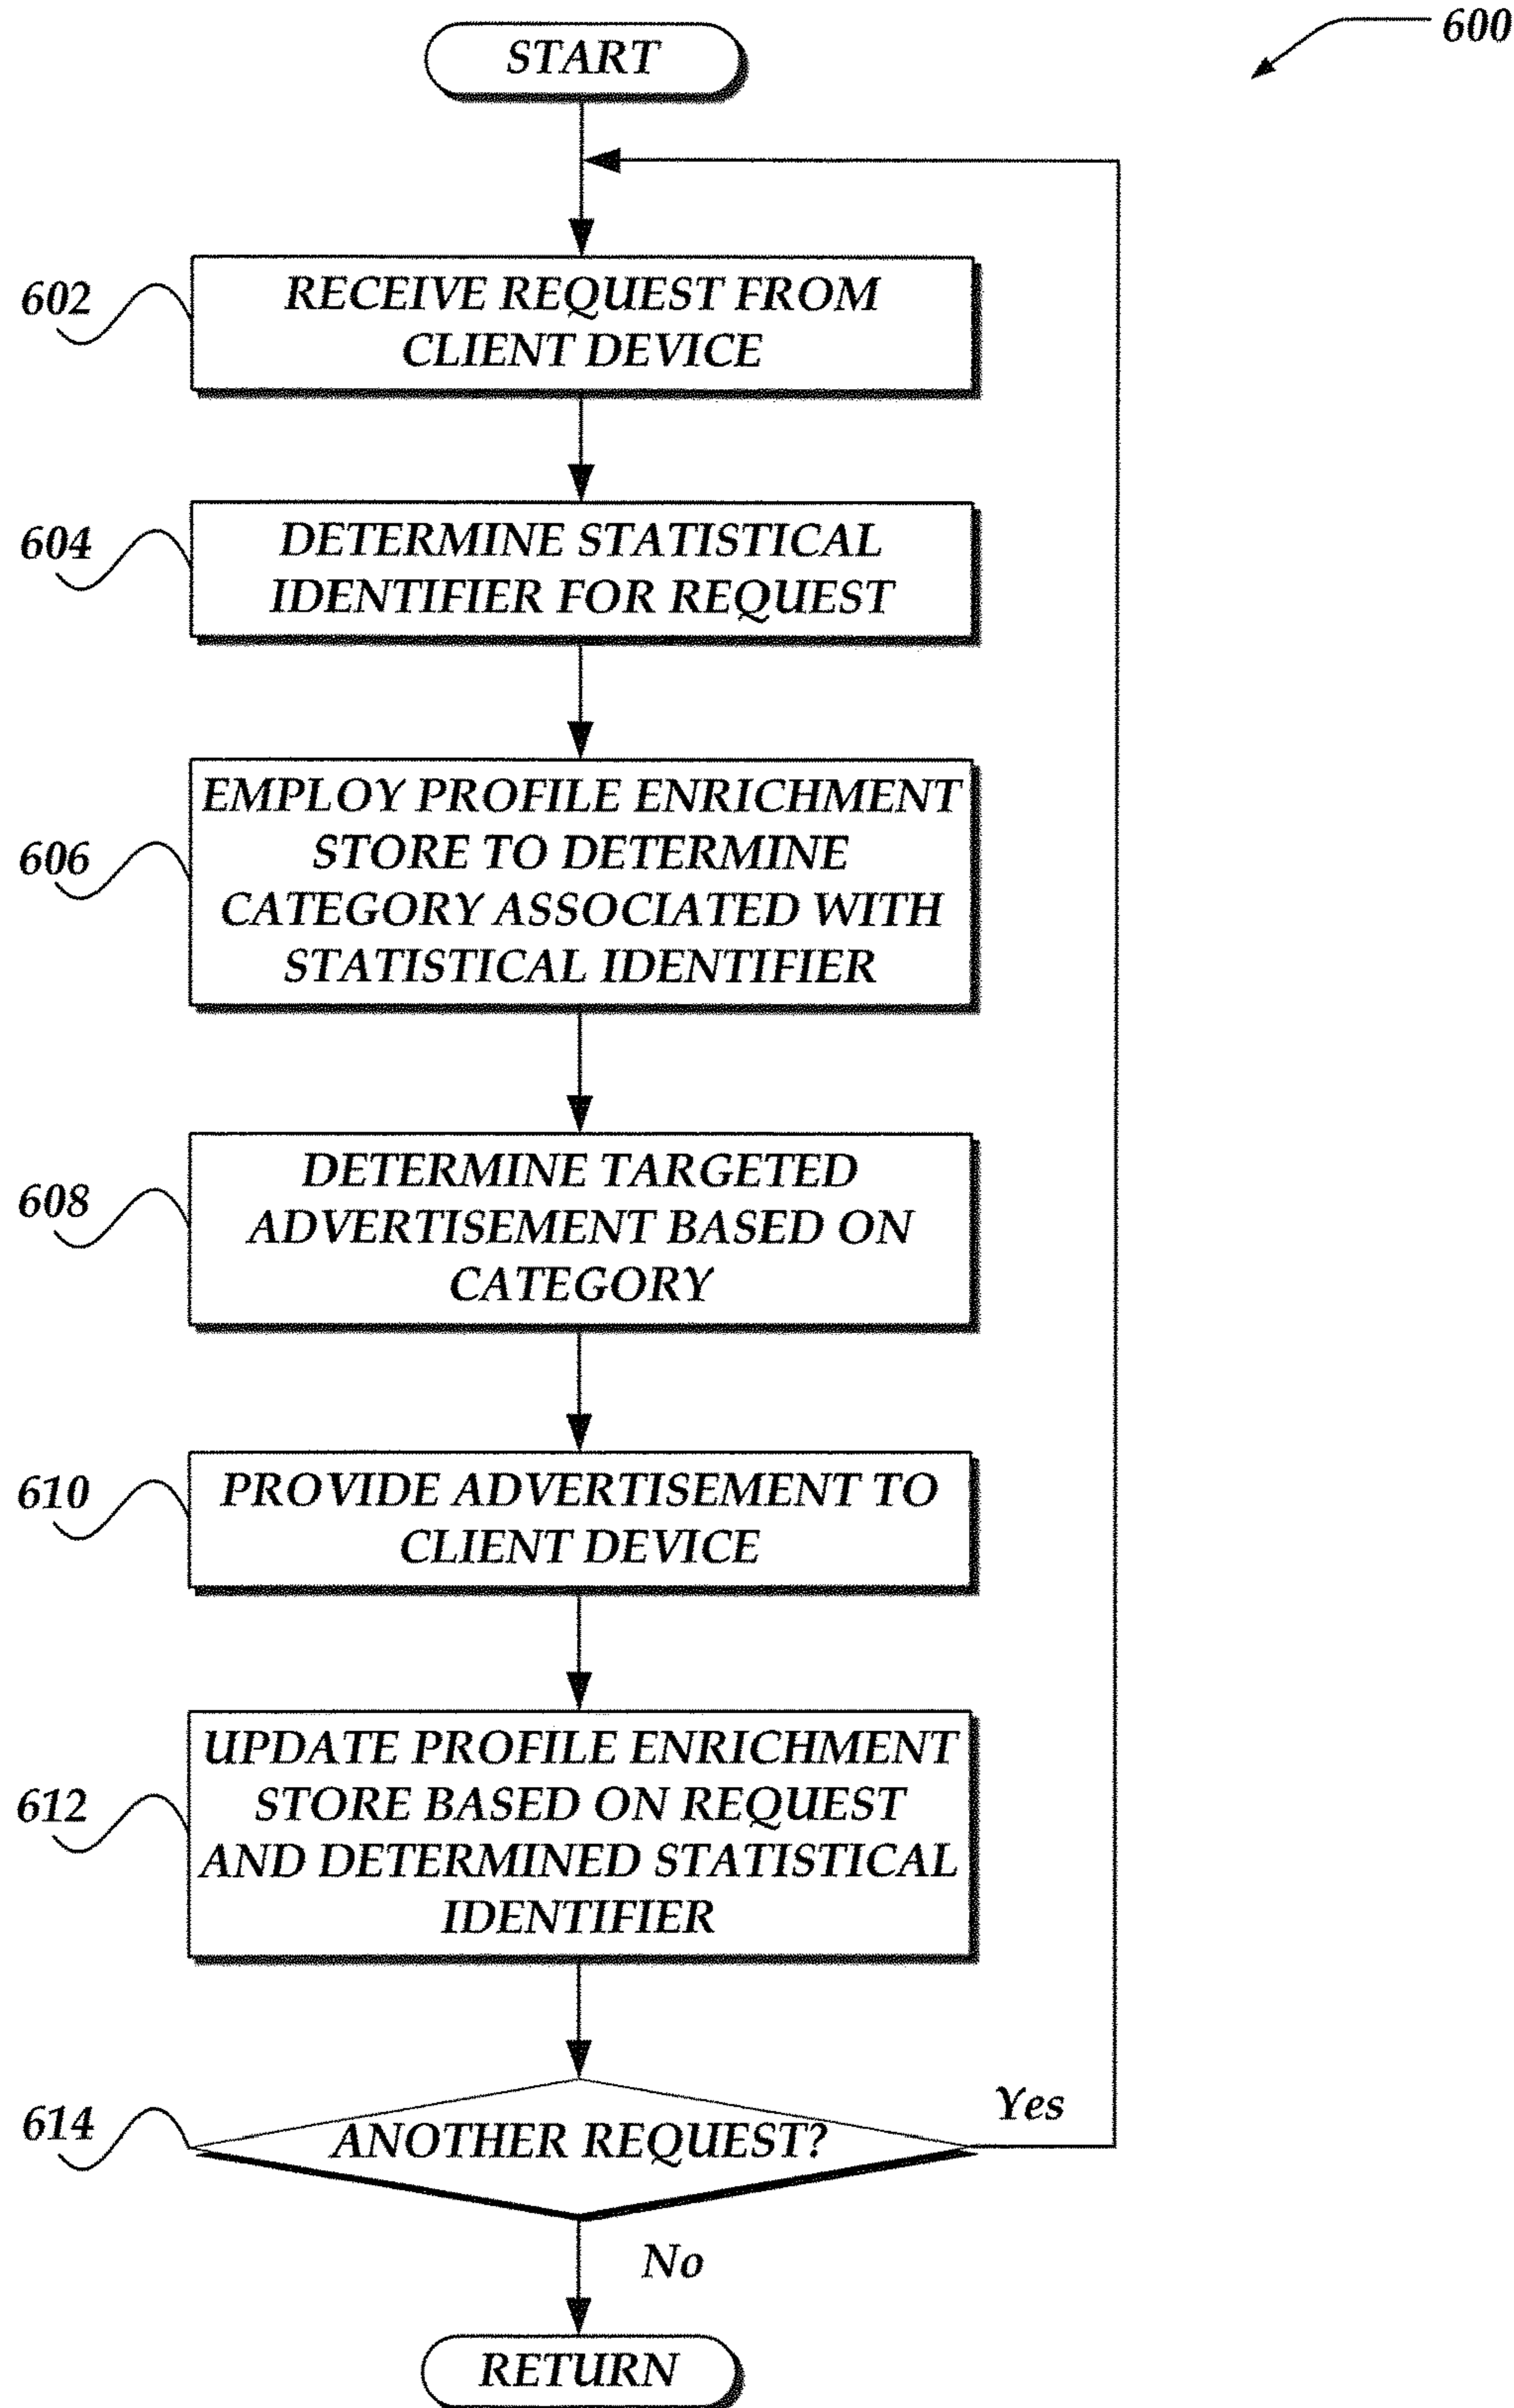 600
START
602
RECEIVE REQUEST FROM
CLIENT DEVICE
604
DETERMINE STATISTICAL
IDENTIFIER FOR REQUEST
606
EMPLOY PROFILE ENRICHMENT
STORE TO DETERMINE
CATEGORY ASSOCIATED WITH
STATISTICAL IDENTIFIER
608
DETERMINE TARGETED
ADVERTISEMENT BASED ON
CATEGORY
610
PROVIDE ADVERTISEMENT TO
CLIENT DEVICE
612
UPDATE PROFILE ENRICHMENT
STORE BASED ON REQUEST
AND DETERMINED STATISTICAL
IDENTIFIER
614
ANOTHER REQUEST?
Yes
No
RETURN